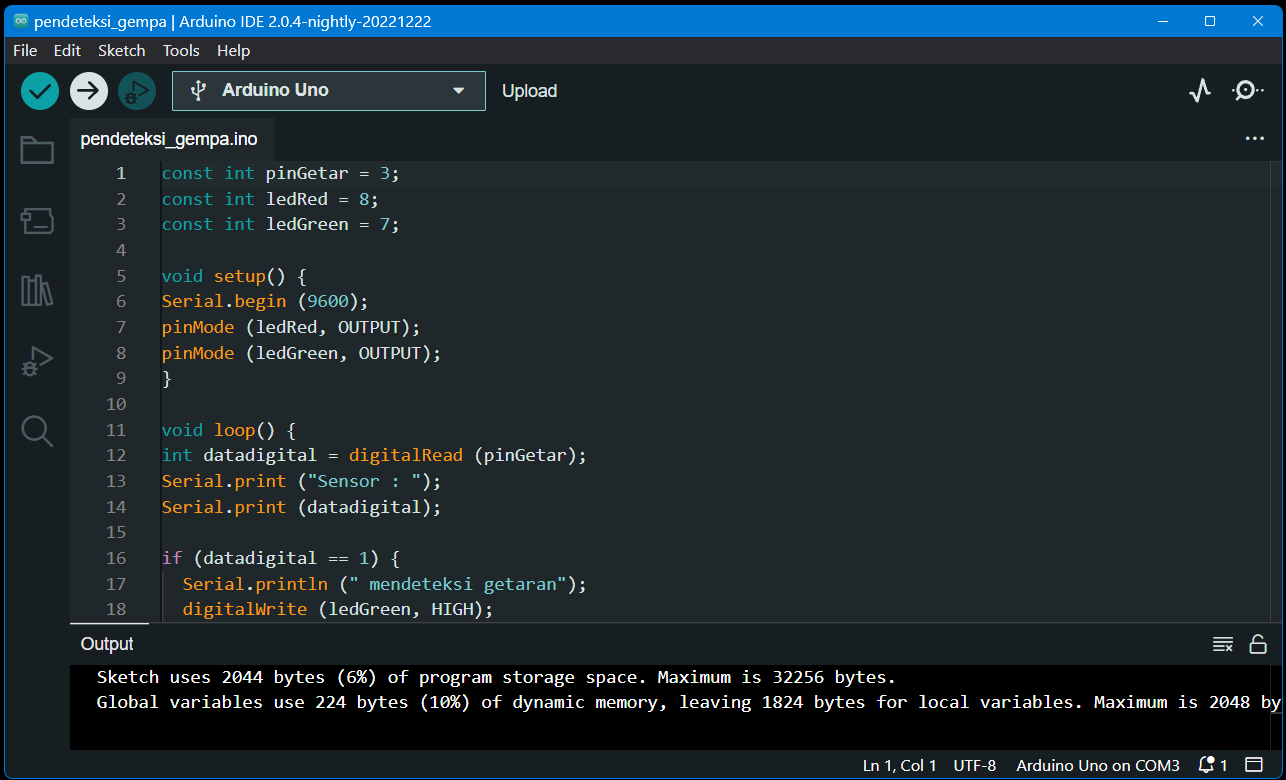 pendeteksi_gempa | Arduino IDE 2.0.4-nightly-20221222
File Edit Sketch Tools Help
Arduino Uno Upload
pendeteksi_gempa.ino
1 const int pinGetar = 3;
2 const int ledRed = 8;
3 const int ledGreen = 7;
4
5 void setup() {
6 Serial.begin (9600);
7 pinMode (ledRed, OUTPUT);
8 pinMode (ledGreen, OUTPUT);
9 }
10
11 void loop() {
12 int datadigital = digitalRead (pinGetar);
13 Serial.print ("Sensor : ");
14 Serial.print (datadigital);
15
16 if (datadigital == 1) {
17 Serial.println (" mendeteksi getaran");
18 digitalWrite (ledGreen, HIGH);
Output
Sketch uses 2044 bytes (6%) of program storage space. Maximum is 32256 bytes.
Global variables use 224 bytes (10%) of dynamic memory, leaving 1824 bytes for local variables. Maximum is 2048 by
Ln 1, Col 1 UTF-8 Arduino Uno on COM3 1